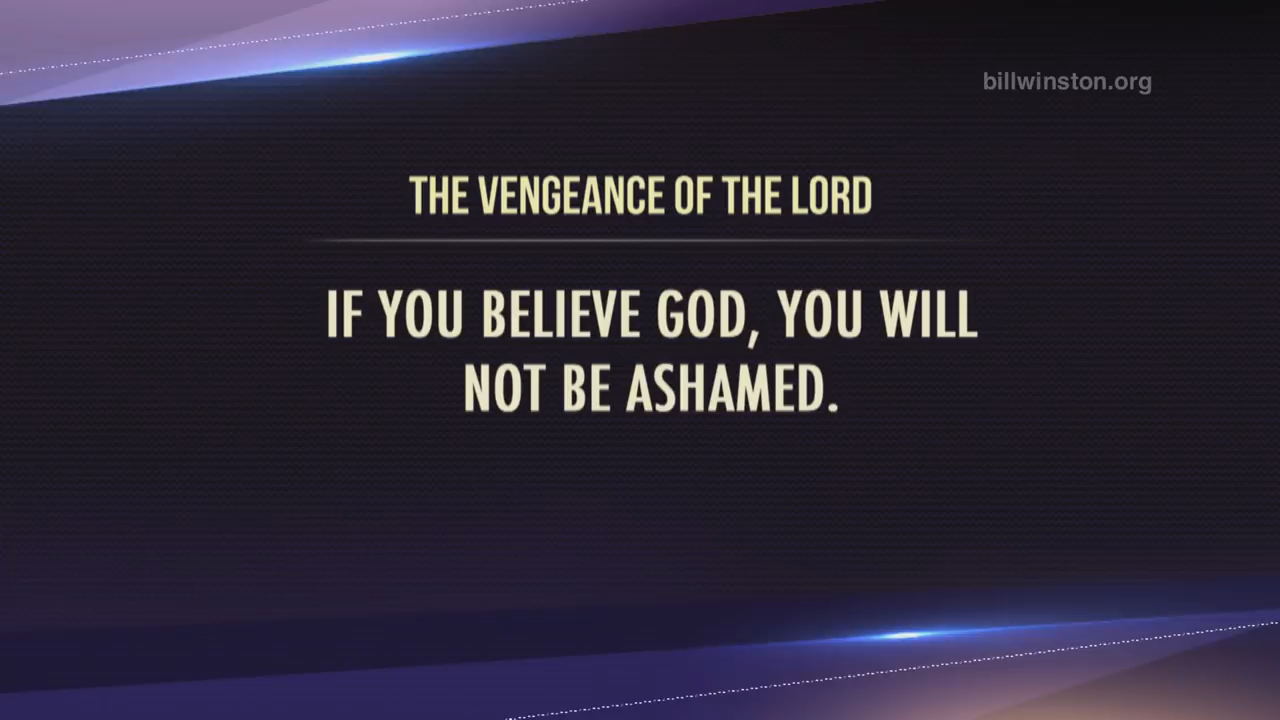 billwinston.org
THE VENGEANCE OF THE LORD
IF YOU BELIEVE GOD, YOU WILL
NOT BE ASHAMED.